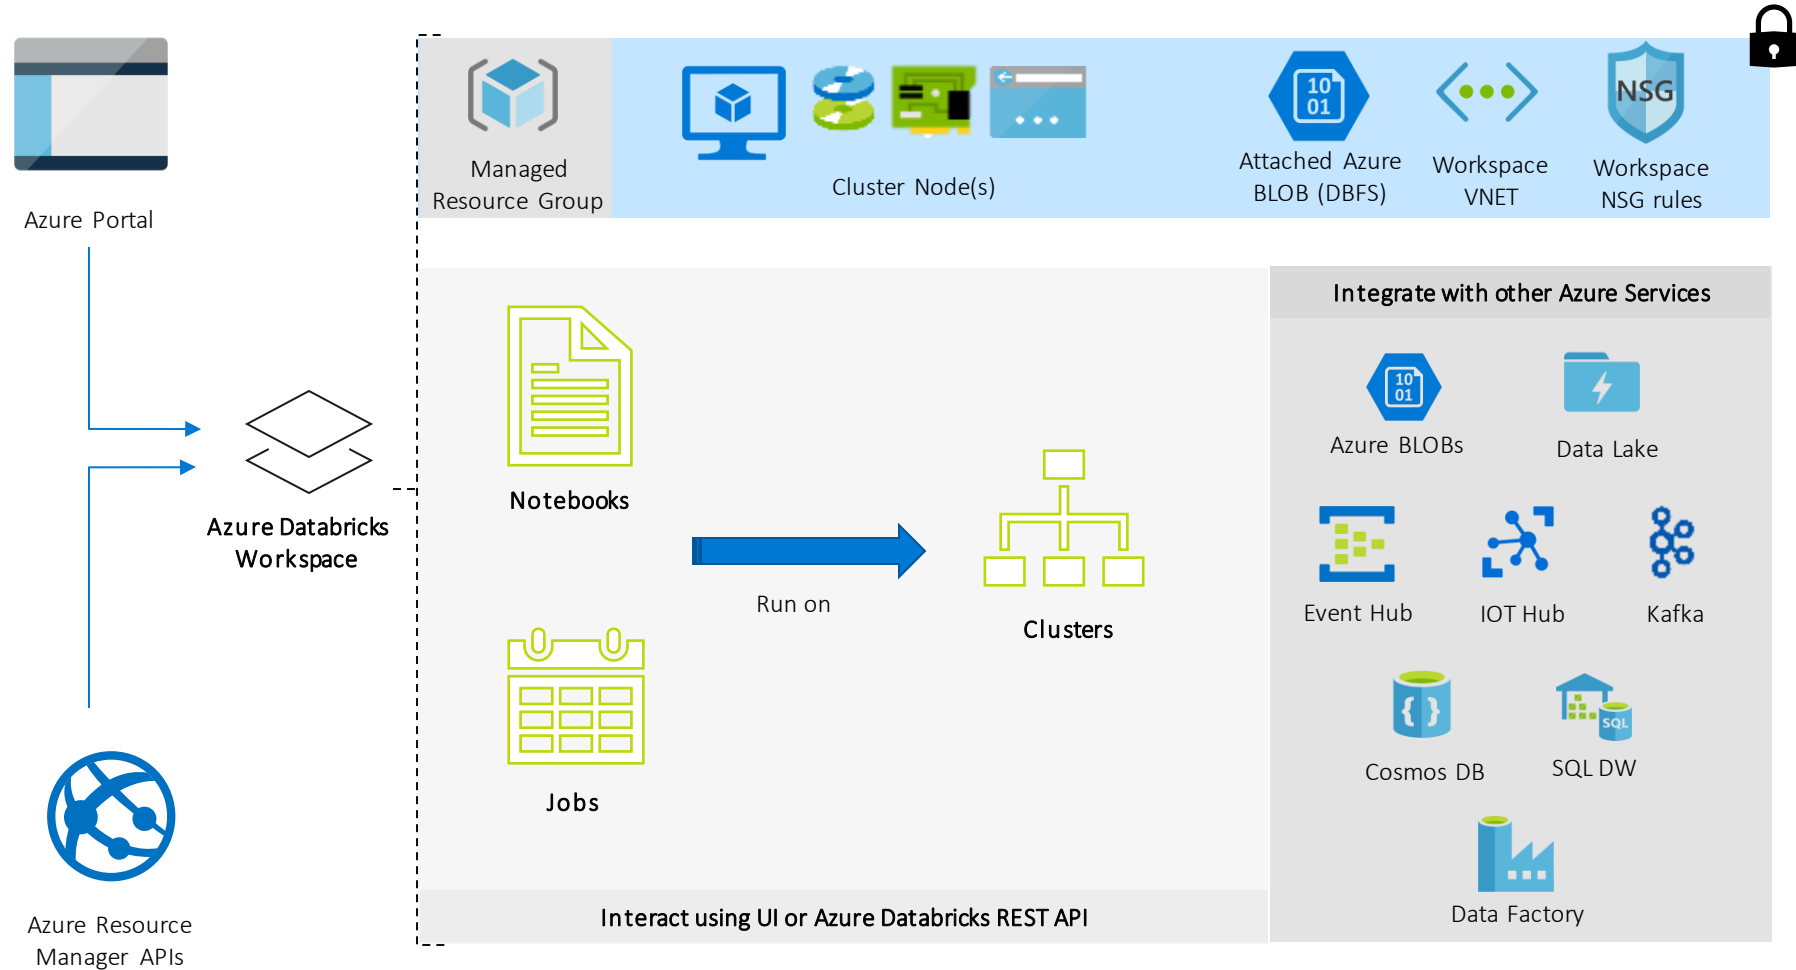 Azure Portal
Managed
Resource Group
Cluster Node(s)
10
01
Attached Azure
BLOB (DBFS)
Workspace
VNET
NSG
Workspace
NSG rules
Azure Databricks
Workspace
Azure Resource
Manager APIs
Notebooks
Jobs
Run on
Clusters
Interact using UI or Azure Databricks REST API
Integrate with other Azure Services
10
01
Azure BLOBs
Data Lake
Event Hub
IOT Hub
Kafka
{ }
Cosmos DB
SQL
SQL DW
Data Factory